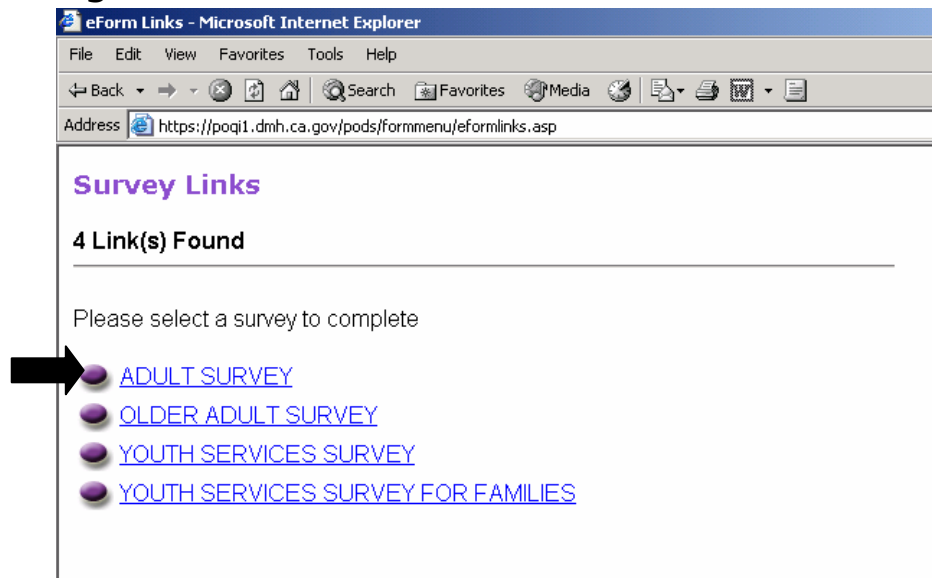 eForm Links - Microsoft Internet Explorer
File Edit View Favorites Tools Help
Back Search Favorites Media
Address https://poqi1.dmh.ca.gov/pods/formmenu/eformlinks.asp
Survey Links
4 Link(s) Found
Please select a survey to complete
ADULT SURVEY
OLDER ADULT SURVEY
YOUTH SERVICES SURVEY
YOUTH SERVICES SURVEY FOR FAMILIES